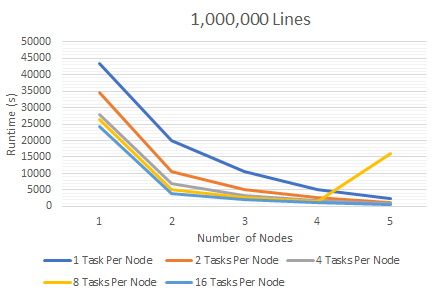 1,000,000 Lines
50000
45000
40000
35000
30000
25000
20000
15000
10000
5000
0
Runtime (s)
1 2 3 4 5
Number of Nodes
1 Task Per Node 2 Tasks Per Node 4 Tasks Per Node
8 Tasks Per Node 16 Tasks Per Node